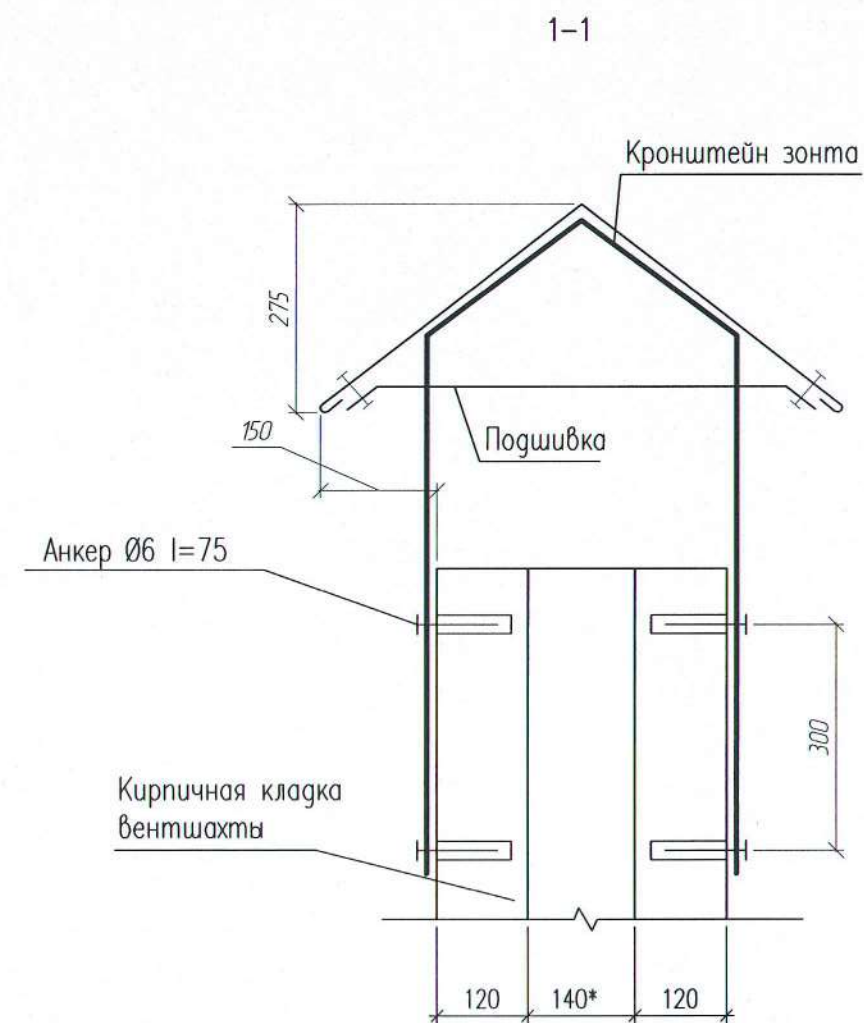 1-1
Кронштейн зонта
275
150
Подшивка
Анкер Ø6 l=75
300
Кирпичная кладка
вентшахты
120 140* 120